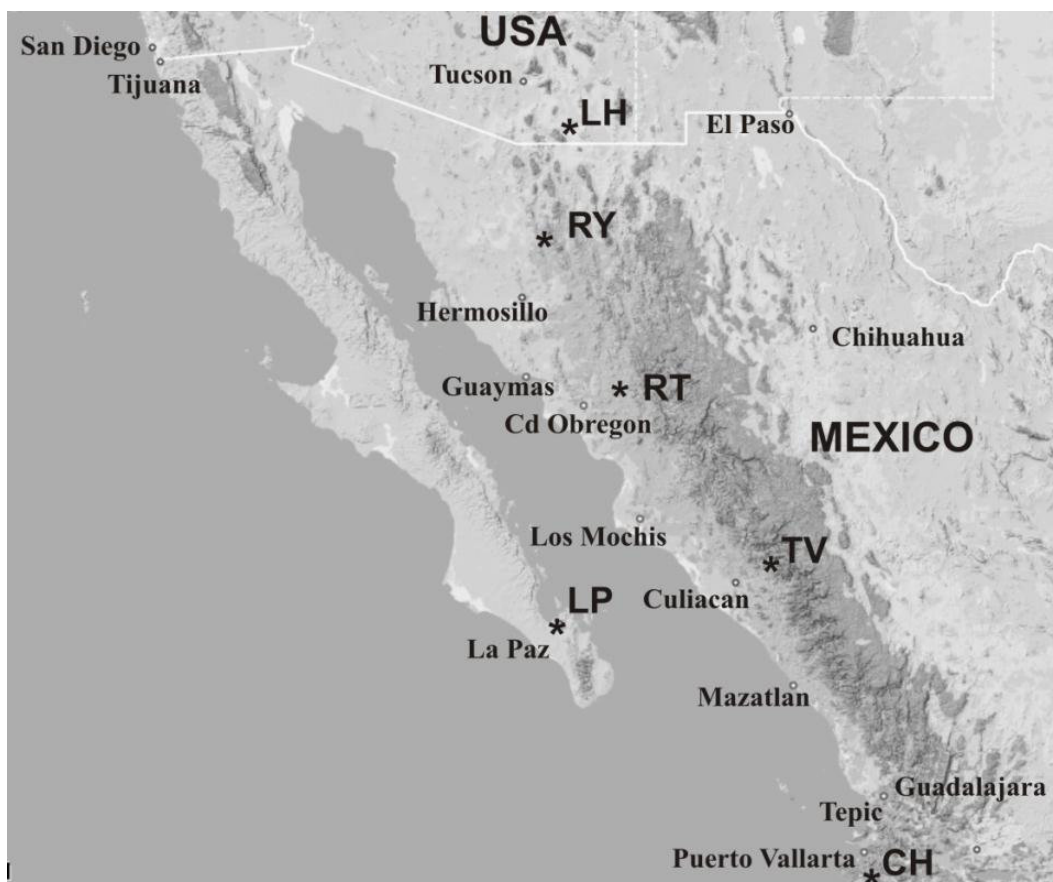 USA
San Diego
Tijuana
Tucson
* LH
El Paso
* RY
Hermosillo
Chihuahua
Guaymas
* RT
Cd Obregon
MEXICO
Los Mochis
* TV
Culiacan
LP
*
La Paz
Mazatlan
Guadalajara
Tepic
Puerto Vallarta
* CH